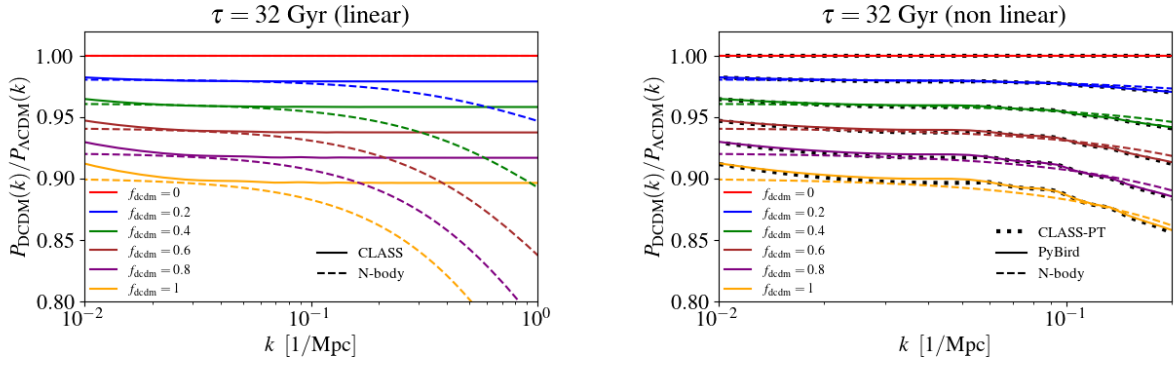 τ = 32 Gyr (linear)
P_DCDM(k)/P_ΛCDM(k)
1.00
0.95
0.90
0.85
0.80
f_dcdm = 0
f_dcdm = 0.2
f_dcdm = 0.4
f_dcdm = 0.6
f_dcdm = 0.8
f_dcdm = 1
CLASS
N-body
10⁻²
10⁻¹
10⁰
k [1/Mpc]
τ = 32 Gyr (non linear)
P_DCDM(k)/P_ΛCDM(k)
1.00
0.95
0.90
0.85
0.80
f_dcdm = 0
f_dcdm = 0.2
f_dcdm = 0.4
f_dcdm = 0.6
f_dcdm = 0.8
f_dcdm = 1
CLASS-PT
PyBird
N-body
10⁻²
10⁻¹
k [1/Mpc]